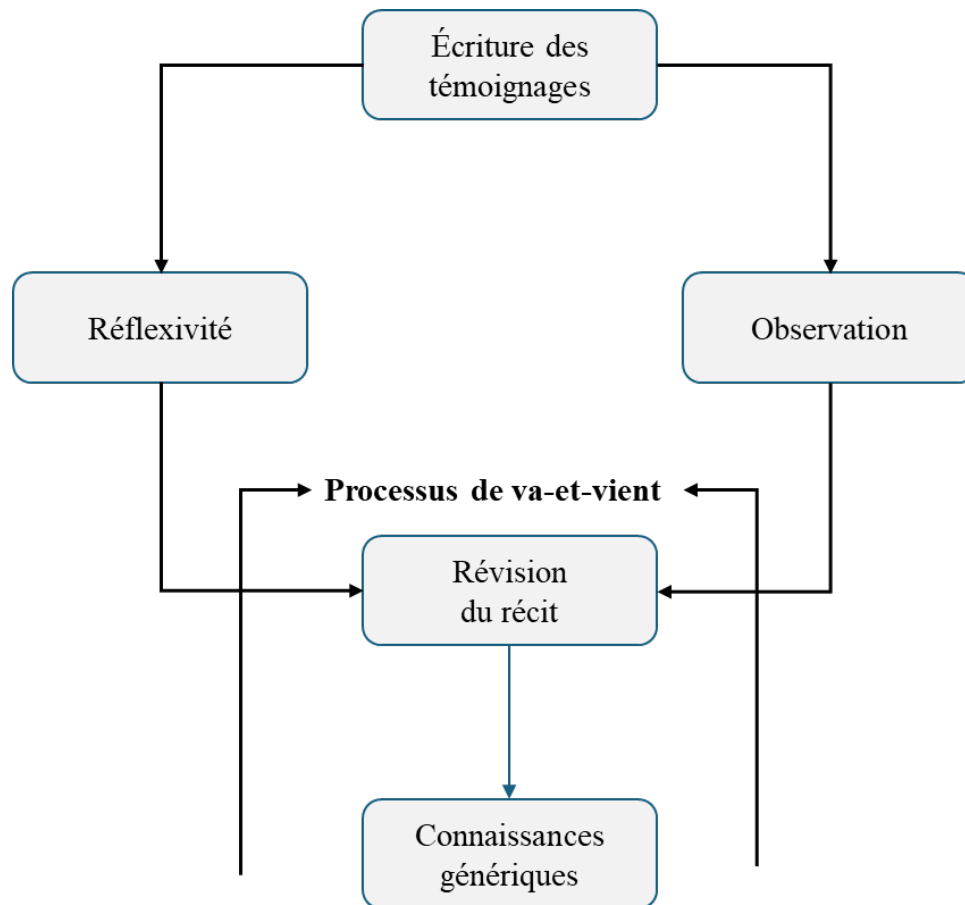 Écriture des
témoignages
Réflexivité
Observation
Processus de va-et-vient
Révision
du récit
Connaissances
génériques